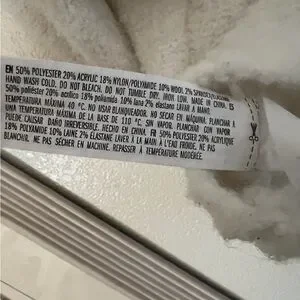 EN 50% POLYESTER 20% ACRYLIC 18% NYLON/POLYAMIDE 10% WOOL 2%
HAND WASH COLD. DO NOT BLEACH. DO NOT TUMBLE DRY. IRON LOW. MADE IN CHINA. ES
50% poliéster 20% acrílico 18% poliamida 10% lana 2% elastano LAVAR A MANO
TEMPERATURA MÁXIMA 40 °C. NO USAR BLANQUEADOR. NO SECAR EN MÁQUINA. PLANCHAR A
TEMPERATURA MÁXIMA DE LA BASE DE 110 °C, SIN VAPOR. PLANCHAR CON VAPOR
PUEDE CAUSAR DAÑO IRREVERSIBLE. HECHO EN CHINA. FR 50% POLYESTER 20% ACRYLIQUE
18% POLYAMIDE 10% LAINE 2% ÉLASTANE LAVER À LA MAIN À L'EAU FROIDE. NE PAS
BLANCHIR. NE PAS SÉCHER EN MACHINE. REPASSER À TEMPÉRATURE MODÉRÉE.